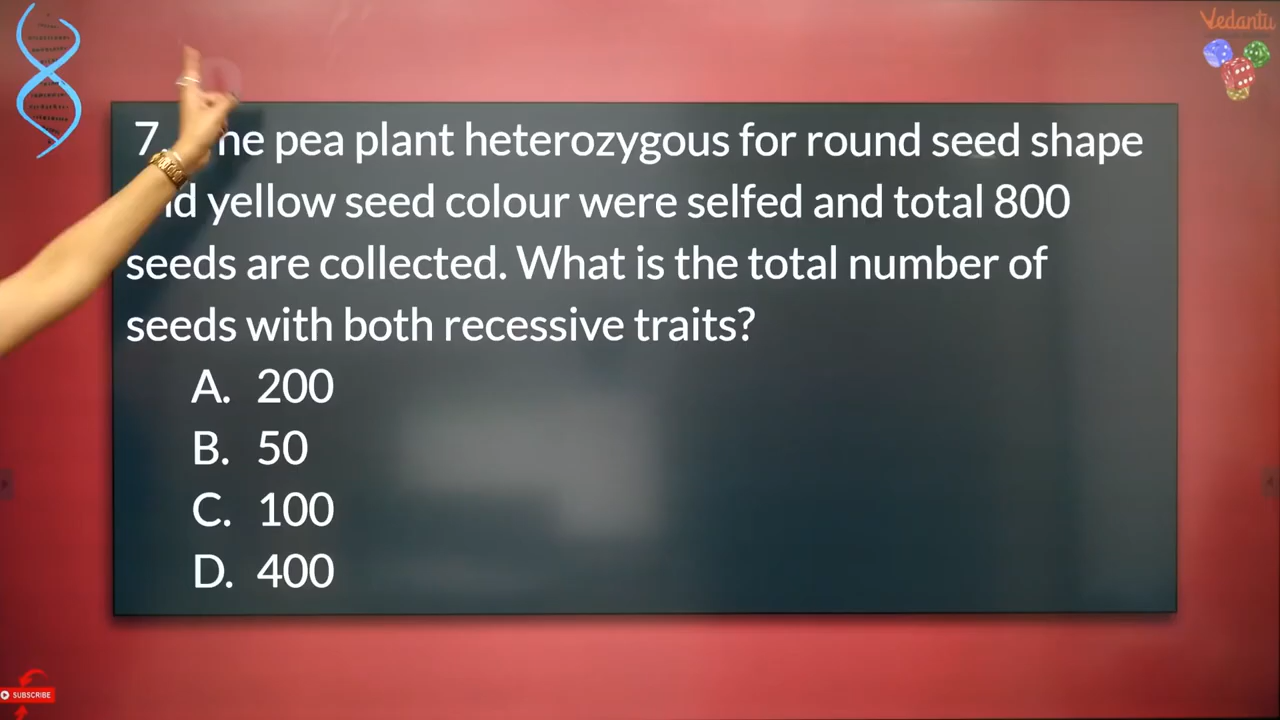 Vedantu
7. he pea plant heterozygous for round seed shape
d yellow seed colour were selfed and total 800
seeds are collected. What is the total number of
seeds with both recessive traits?
A. 200
B. 50
C. 100
D. 400
SUBSCRIBE